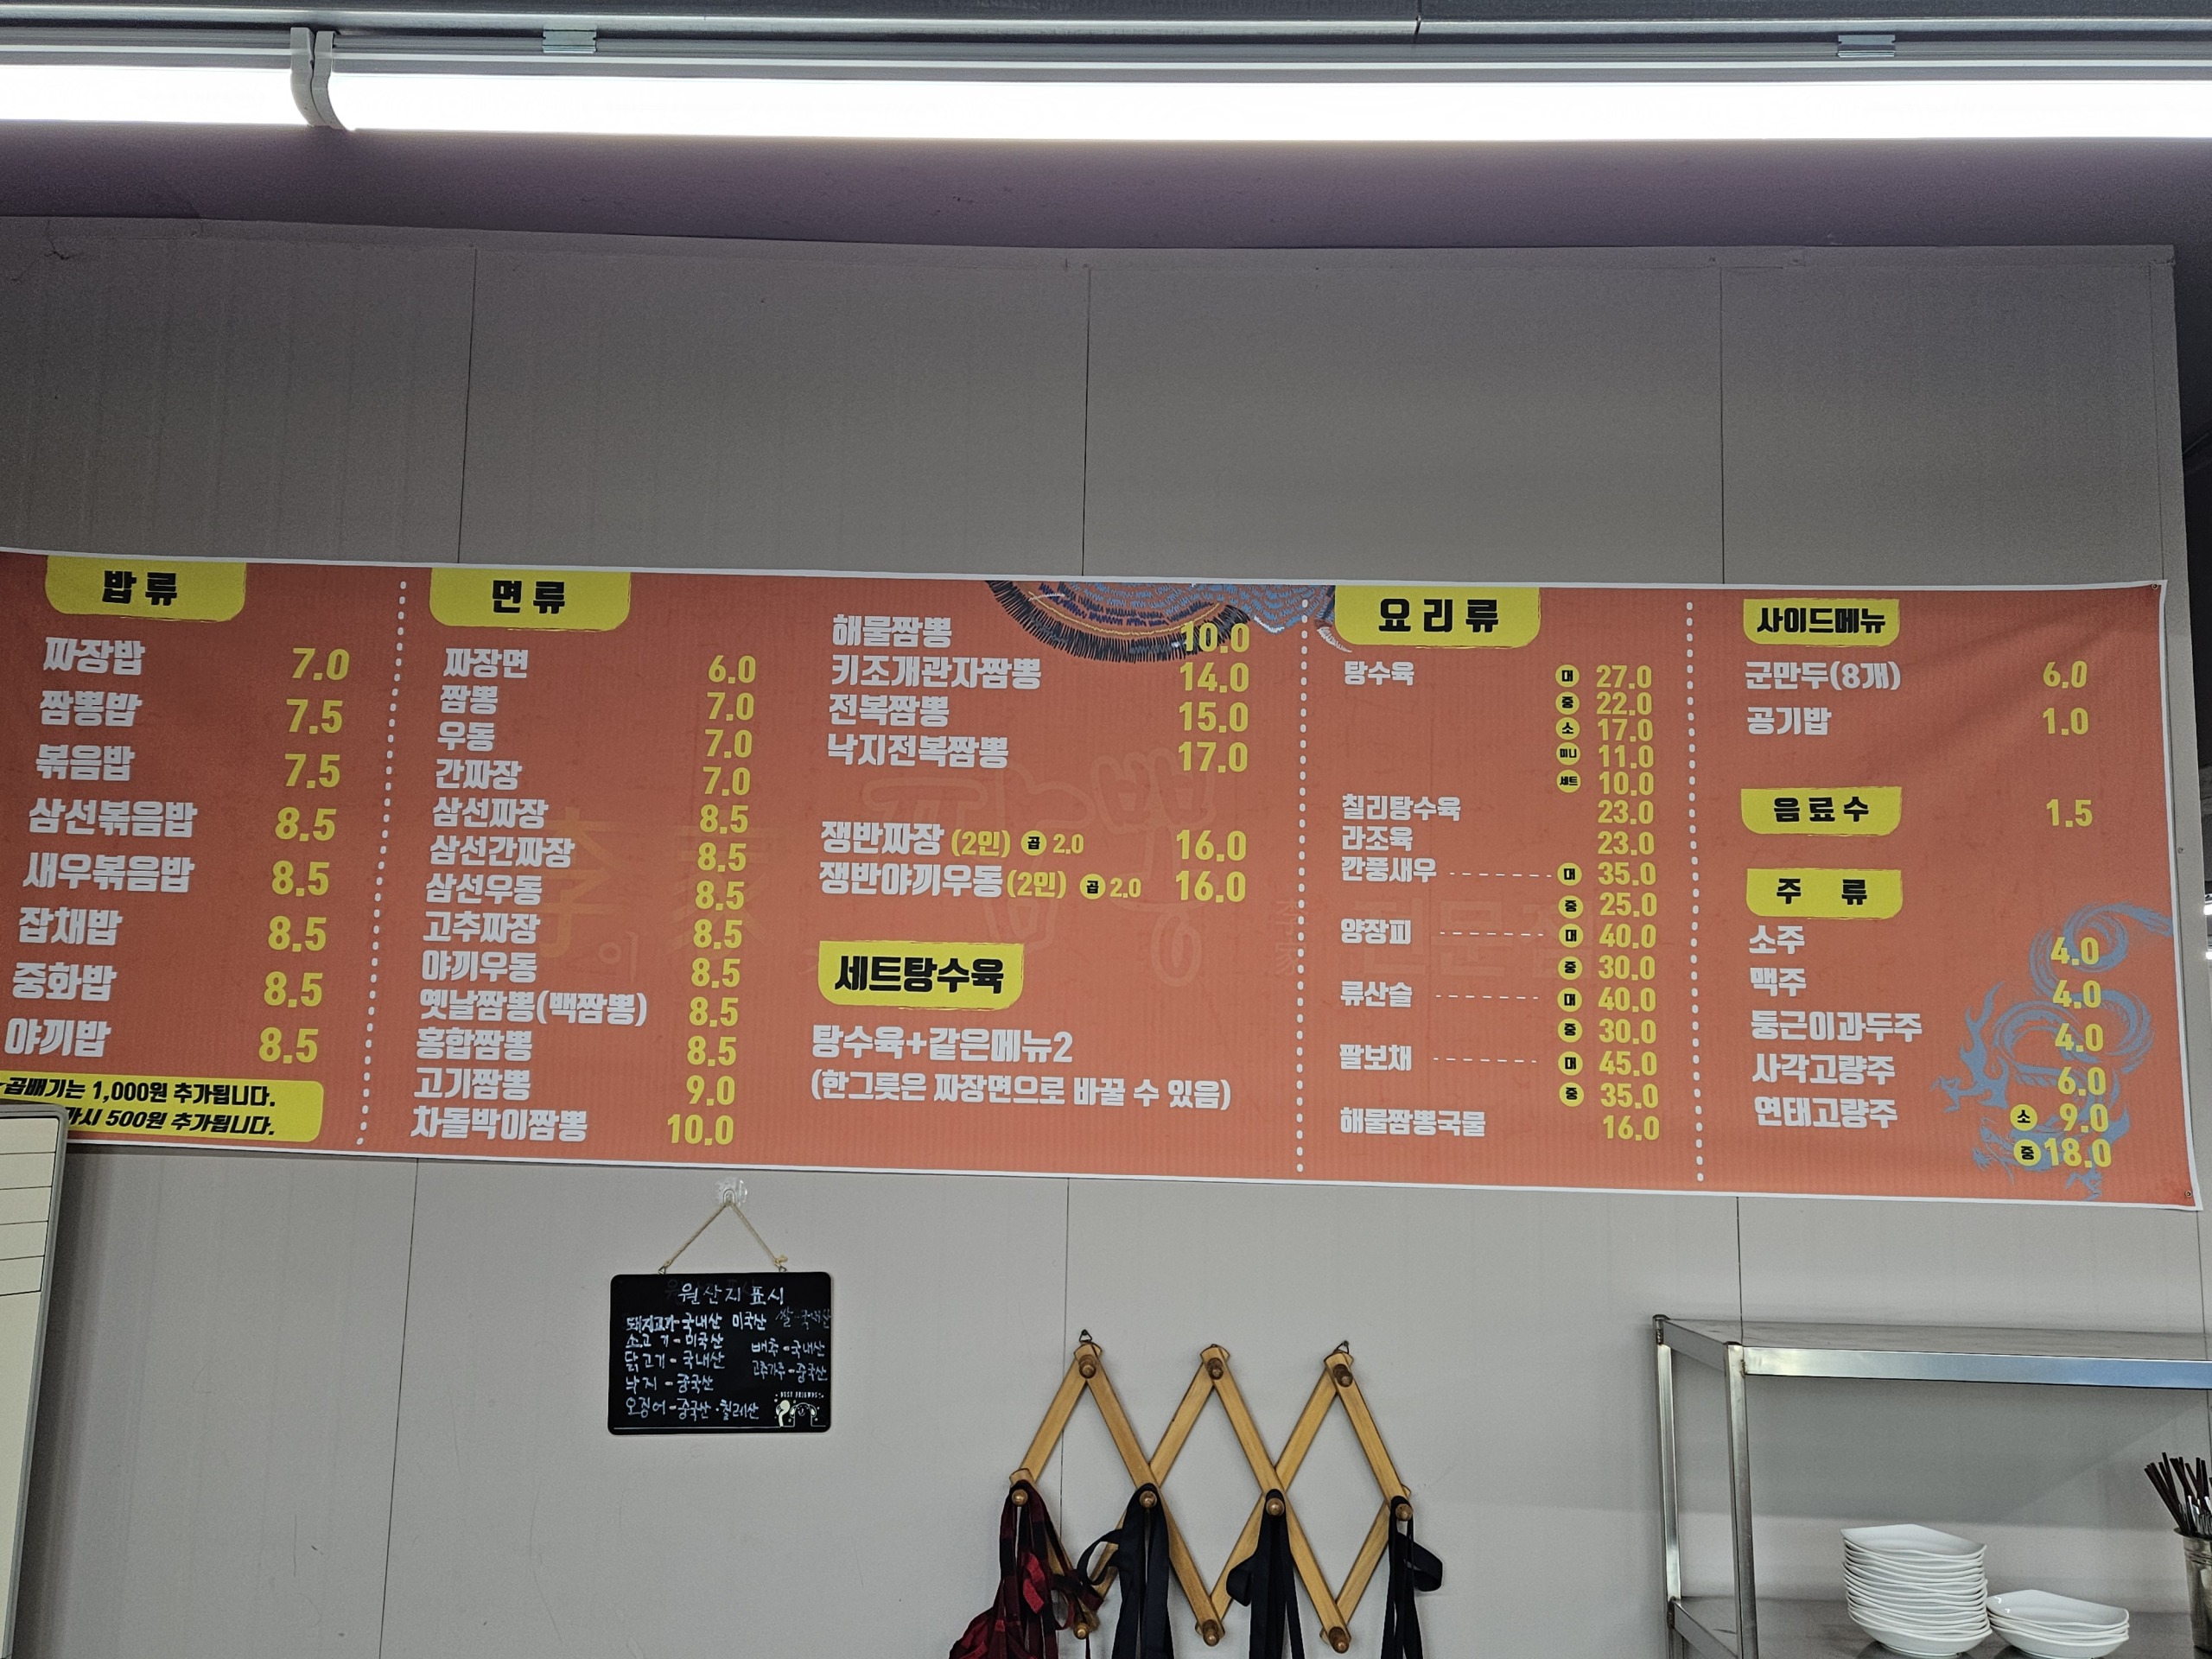 밥 류
짜장밥 7.0
짬뽕밥 7.5
볶음밥 7.5
삼선볶음밥 8.5
새우볶음밥 8.5
잡채밥 8.5
중화밥 8.5
야끼밥 8.5
곱배기는 1,000원 추가됩니다.
시 500원 추가됩니다.
면 류
짜장면 6.0
짬뽕 7.0
우동 7.0
간짜장 7.0
삼선짜장 8.5
삼선간짜장 8.5
삼선우동 8.5
고추짜장 8.5
야끼우동 8.5
옛날짬뽕(백짬뽕) 8.5
홍합짬뽕 8.5
고기짬뽕 9.0
차돌박이짬뽕 10.0
해물짬뽕 10.0
키조개관자짬뽕 14.0
전복짬뽕 15.0
낙지전복짬뽕 17.0
쟁반짜장 (2인) 곱 2.0 16.0
쟁반야끼우동(2인) 곱 2.0 16.0
세트탕수육
탕수육+같은메뉴2
(한그릇은 짜장면으로 바꿀 수 있음)
요 리 류
탕수육 대 27.0
중 22.0
소 17.0
미니 11.0
세트 10.0
칠리탕수육 23.0
라조육 23.0
깐풍새우 ------- 대 35.0
중 25.0
양장피 ------- 대 40.0
중 30.0
류산슬 ------- 대 40.0
중 30.0
팔보채 ------- 대 45.0
중 35.0
해물짬뽕국물 16.0
사이드메뉴
군만두(8개) 6.0
공기밥 1.0
음 료 수 1.5
주 류
소주 4.0
맥주 4.0
둥근이과두주 4.0
사각고량주 6.0
연태고량주 소 9.0
중 18.0
원산지 표시
돼지고기-국내산 미국산 쌀-국내산
소고기-미국산
닭고기-국내산 배추-국내산
낙지-중국산 고추가루-중국산
오징어-중국산·칠레산
BEST FRIENDS